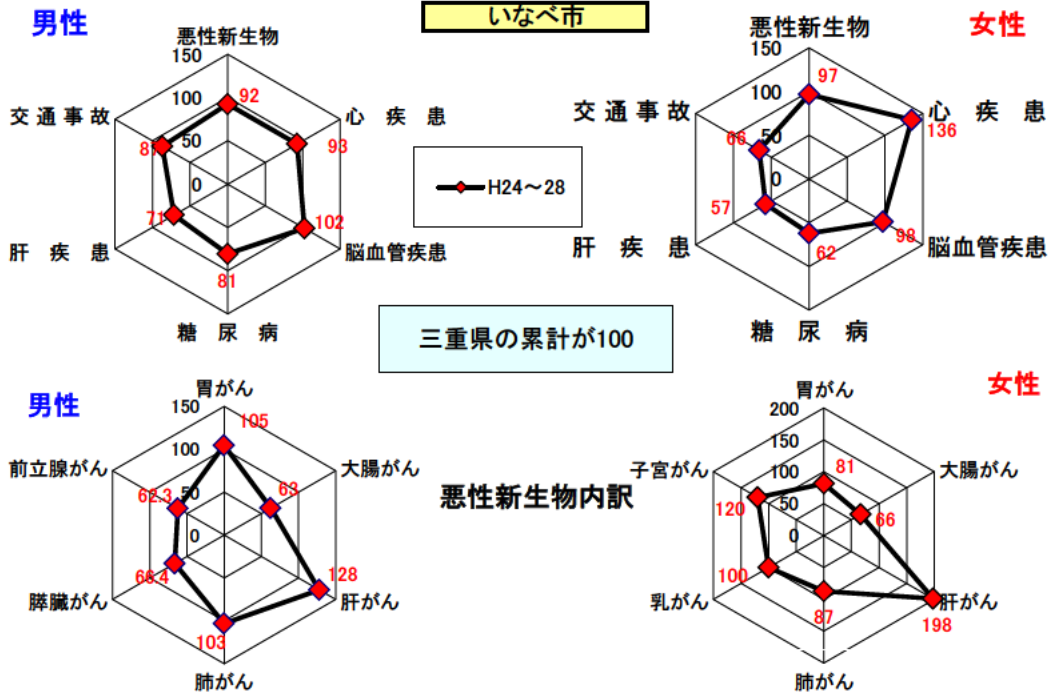 いなべ市
男性
悪性新生物
150
100
50
0
92
心 疾 患
93
脳血管疾患
102
糖 尿 病
81
肝 疾 患
71
交 通 事 故
87
H24～28
女性
悪性新生物
150
100
50
0
97
心 疾 患
136
脳血管疾患
98
糖 尿 病
62
肝 疾 患
57
交 通 事 故
66
三重県の累計が100
悪性新生物内訳
男性
胃がん
150
100
50
0
105
大腸がん
63
肝がん
128
肺がん
103
膵臓がん
66.4
前立腺がん
62.3
女性
胃がん
200
150
100
50
0
81
大腸がん
66
肝がん
198
肺がん
87
乳がん
100
子宮がん
120